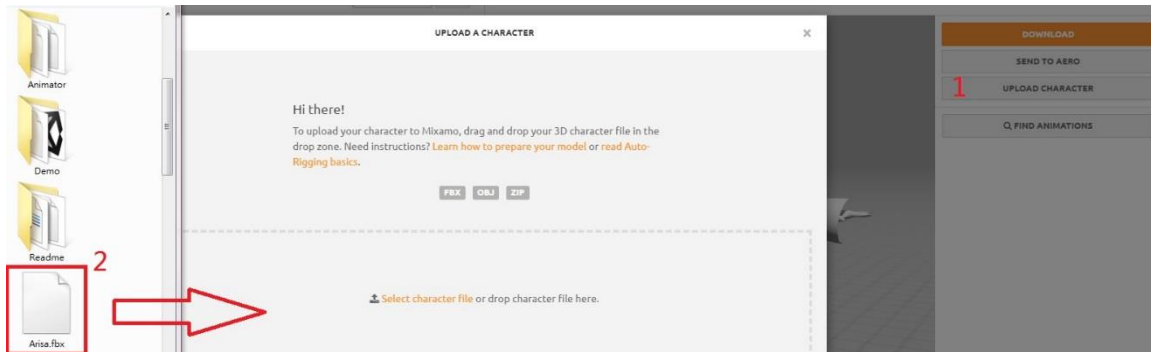 Animator
Demo
Readme
2
Arisa.fbx
UPLOAD A CHARACTER
×
Hi there!
To upload your character to Mixamo, drag and drop your 3D character file in the
drop zone. Need instructions? Learn how to prepare your model or read Auto-
Rigging basics.
FBX OBJ ZIP
Select character file or drop character file here.
DOWNLOAD
SEND TO AERO
1 UPLOAD CHARACTER
FIND ANIMATIONS